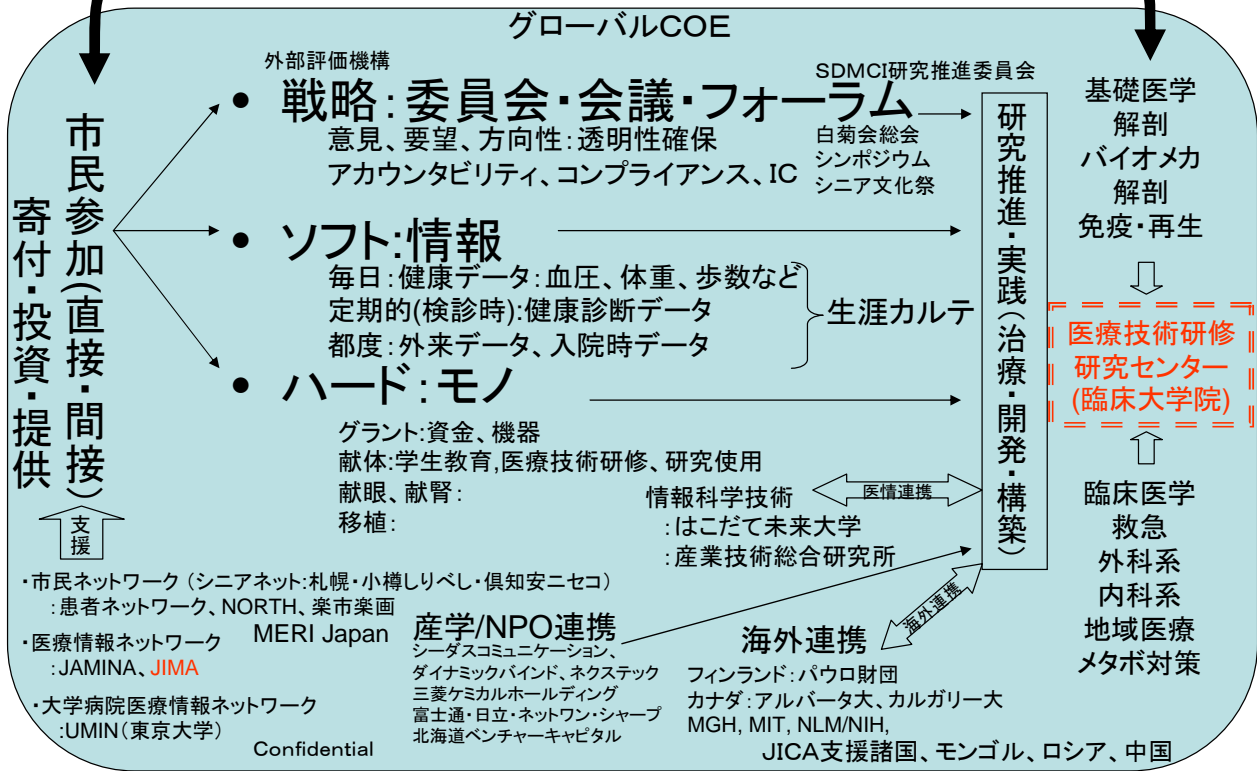 グローバルCOE
外部評価機構
・戦略:委員会・会議・フォーラム
意見、要望、方向性:透明性確保
アカウンタビリティ、コンプライアンス、IC
SDMCI研究推進委員会
白菊会総会
シンポジウム
シニア文化祭
市民参加(直接・間接)
寄付・投資・提供
支援
・ソフト:情報
毎日:健康データ:血圧、体重、歩数など
定期的(検診時):健康診断データ
都度:外来データ、入院時データ
生涯カルテ
・ハード:モノ
グラント:資金、機器
献体:学生教育,医療技術研修、研究使用
献眼、献腎:
移植:
情報科学技術
:はこだて未来大学
:産業技術総合研究所
医情連携
研究推進・実践(治療・開発・構築)
基礎医学
解剖
バイオメカ
解剖
免疫・再生
医療技術研修
研究センター
(臨床大学院)
臨床医学
救急
外科系
内科系
地域医療
メタボ対策
・市民ネットワーク(シニアネット:札幌・小樽しりべし・倶知安ニセコ)
:患者ネットワーク、NORTH、楽市楽画
・医療情報ネットワーク
:JAMINA、JIMA
・大学病院医療情報ネットワーク
:UMIN(東京大学)
MERI Japan
Confidential
産学/NPO連携
シーダスコミュニケーション、
ダイナミックバインド、ネクステック
三菱ケミカルホールディング
富士通・日立・ネットワン・シャープ
北海道ベンチャーキャピタル
海外連携
海外連携
フィンランド:パウロ財団
カナダ:アルバータ大、カルガリー大
MGH, MIT, NLM/NIH,
JICA支援諸国、モンゴル、ロシア、中国